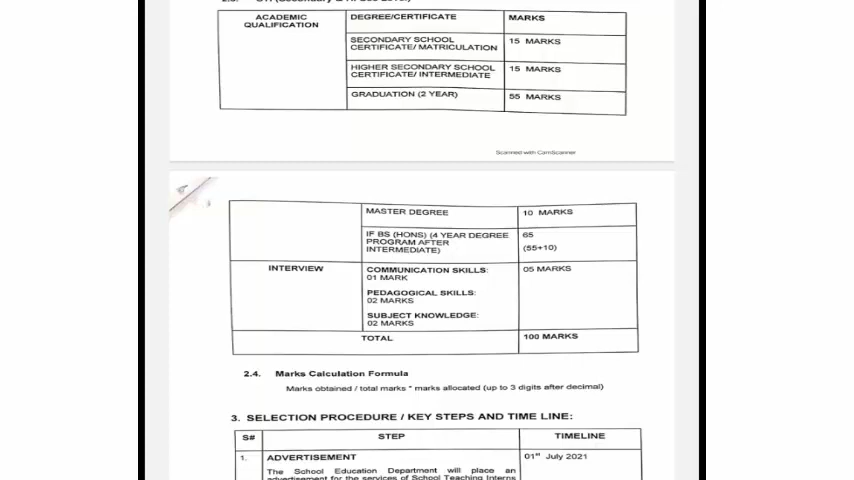 ACADEMIC
QUALIFICATION
DEGREE/CERTIFICATE
MARKS
SECONDARY SCHOOL
CERTIFICATE/ MATRICULATION
15 MARKS
HIGHER SECONDARY SCHOOL
CERTIFICATE/ INTERMEDIATE
15 MARKS
GRADUATION (2 YEAR)
55 MARKS
Scanned with CamScanner
MASTER DEGREE
10 MARKS
IF BS (HONS) (4 YEAR DEGREE
PROGRAM AFTER
INTERMEDIATE)
65
(55+10)
INTERVIEW
COMMUNICATION SKILLS:
01 MARK
PEDAGOGICAL SKILLS:
02 MARKS
SUBJECT KNOWLEDGE:
02 MARKS
05 MARKS
TOTAL
100 MARKS
2.4. Marks Calculation Formula
Marks obtained / total marks * marks allocated (up to 3 digits after decimal)
3. SELECTION PROCEDURE / KEY STEPS AND TIME LINE:
S#
STEP
TIMELINE
1.
ADVERTISEMENT
01st July 2021
The School Education Department will place an
advertisement for the services of School Teaching Interns